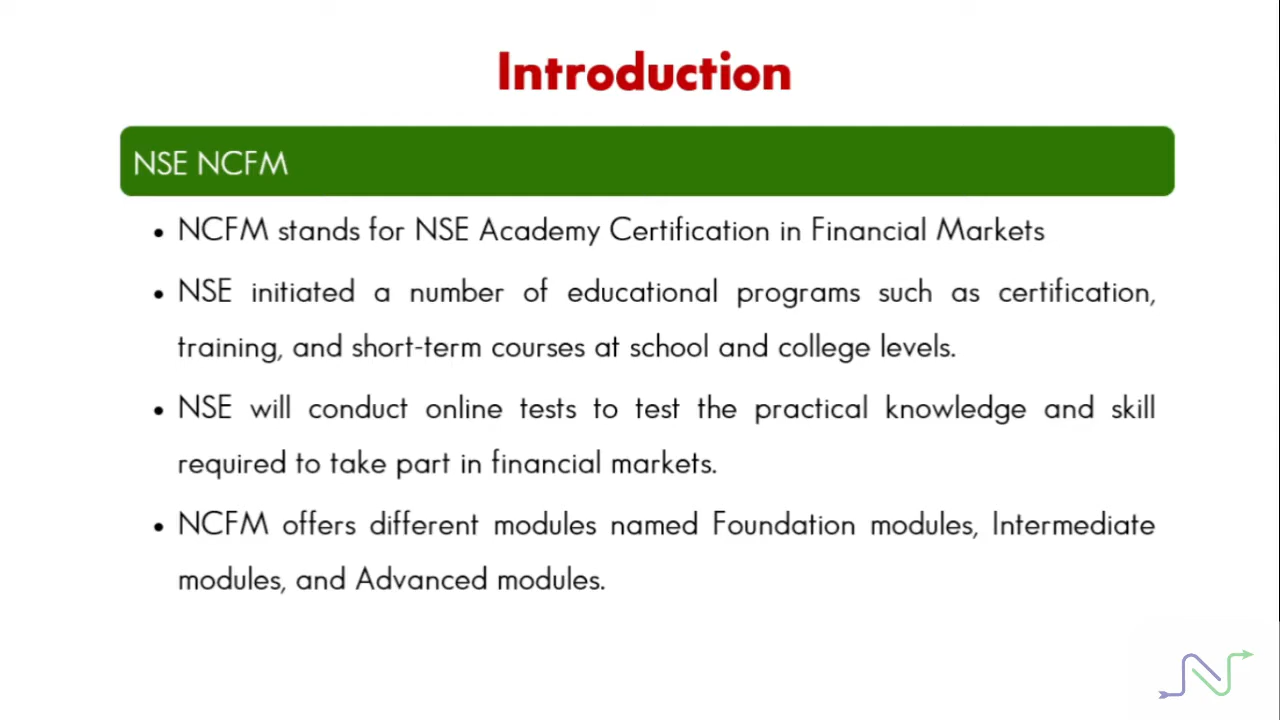 Introduction
NSE NCFM
• NCFM stands for NSE Academy Certification in Financial Markets
• NSE initiated a number of educational programs such as certification,
training, and short-term courses at school and college levels.
• NSE will conduct online tests to test the practical knowledge and skill
required to take part in financial markets.
• NCFM offers different modules named Foundation modules, Intermediate
modules, and Advanced modules.